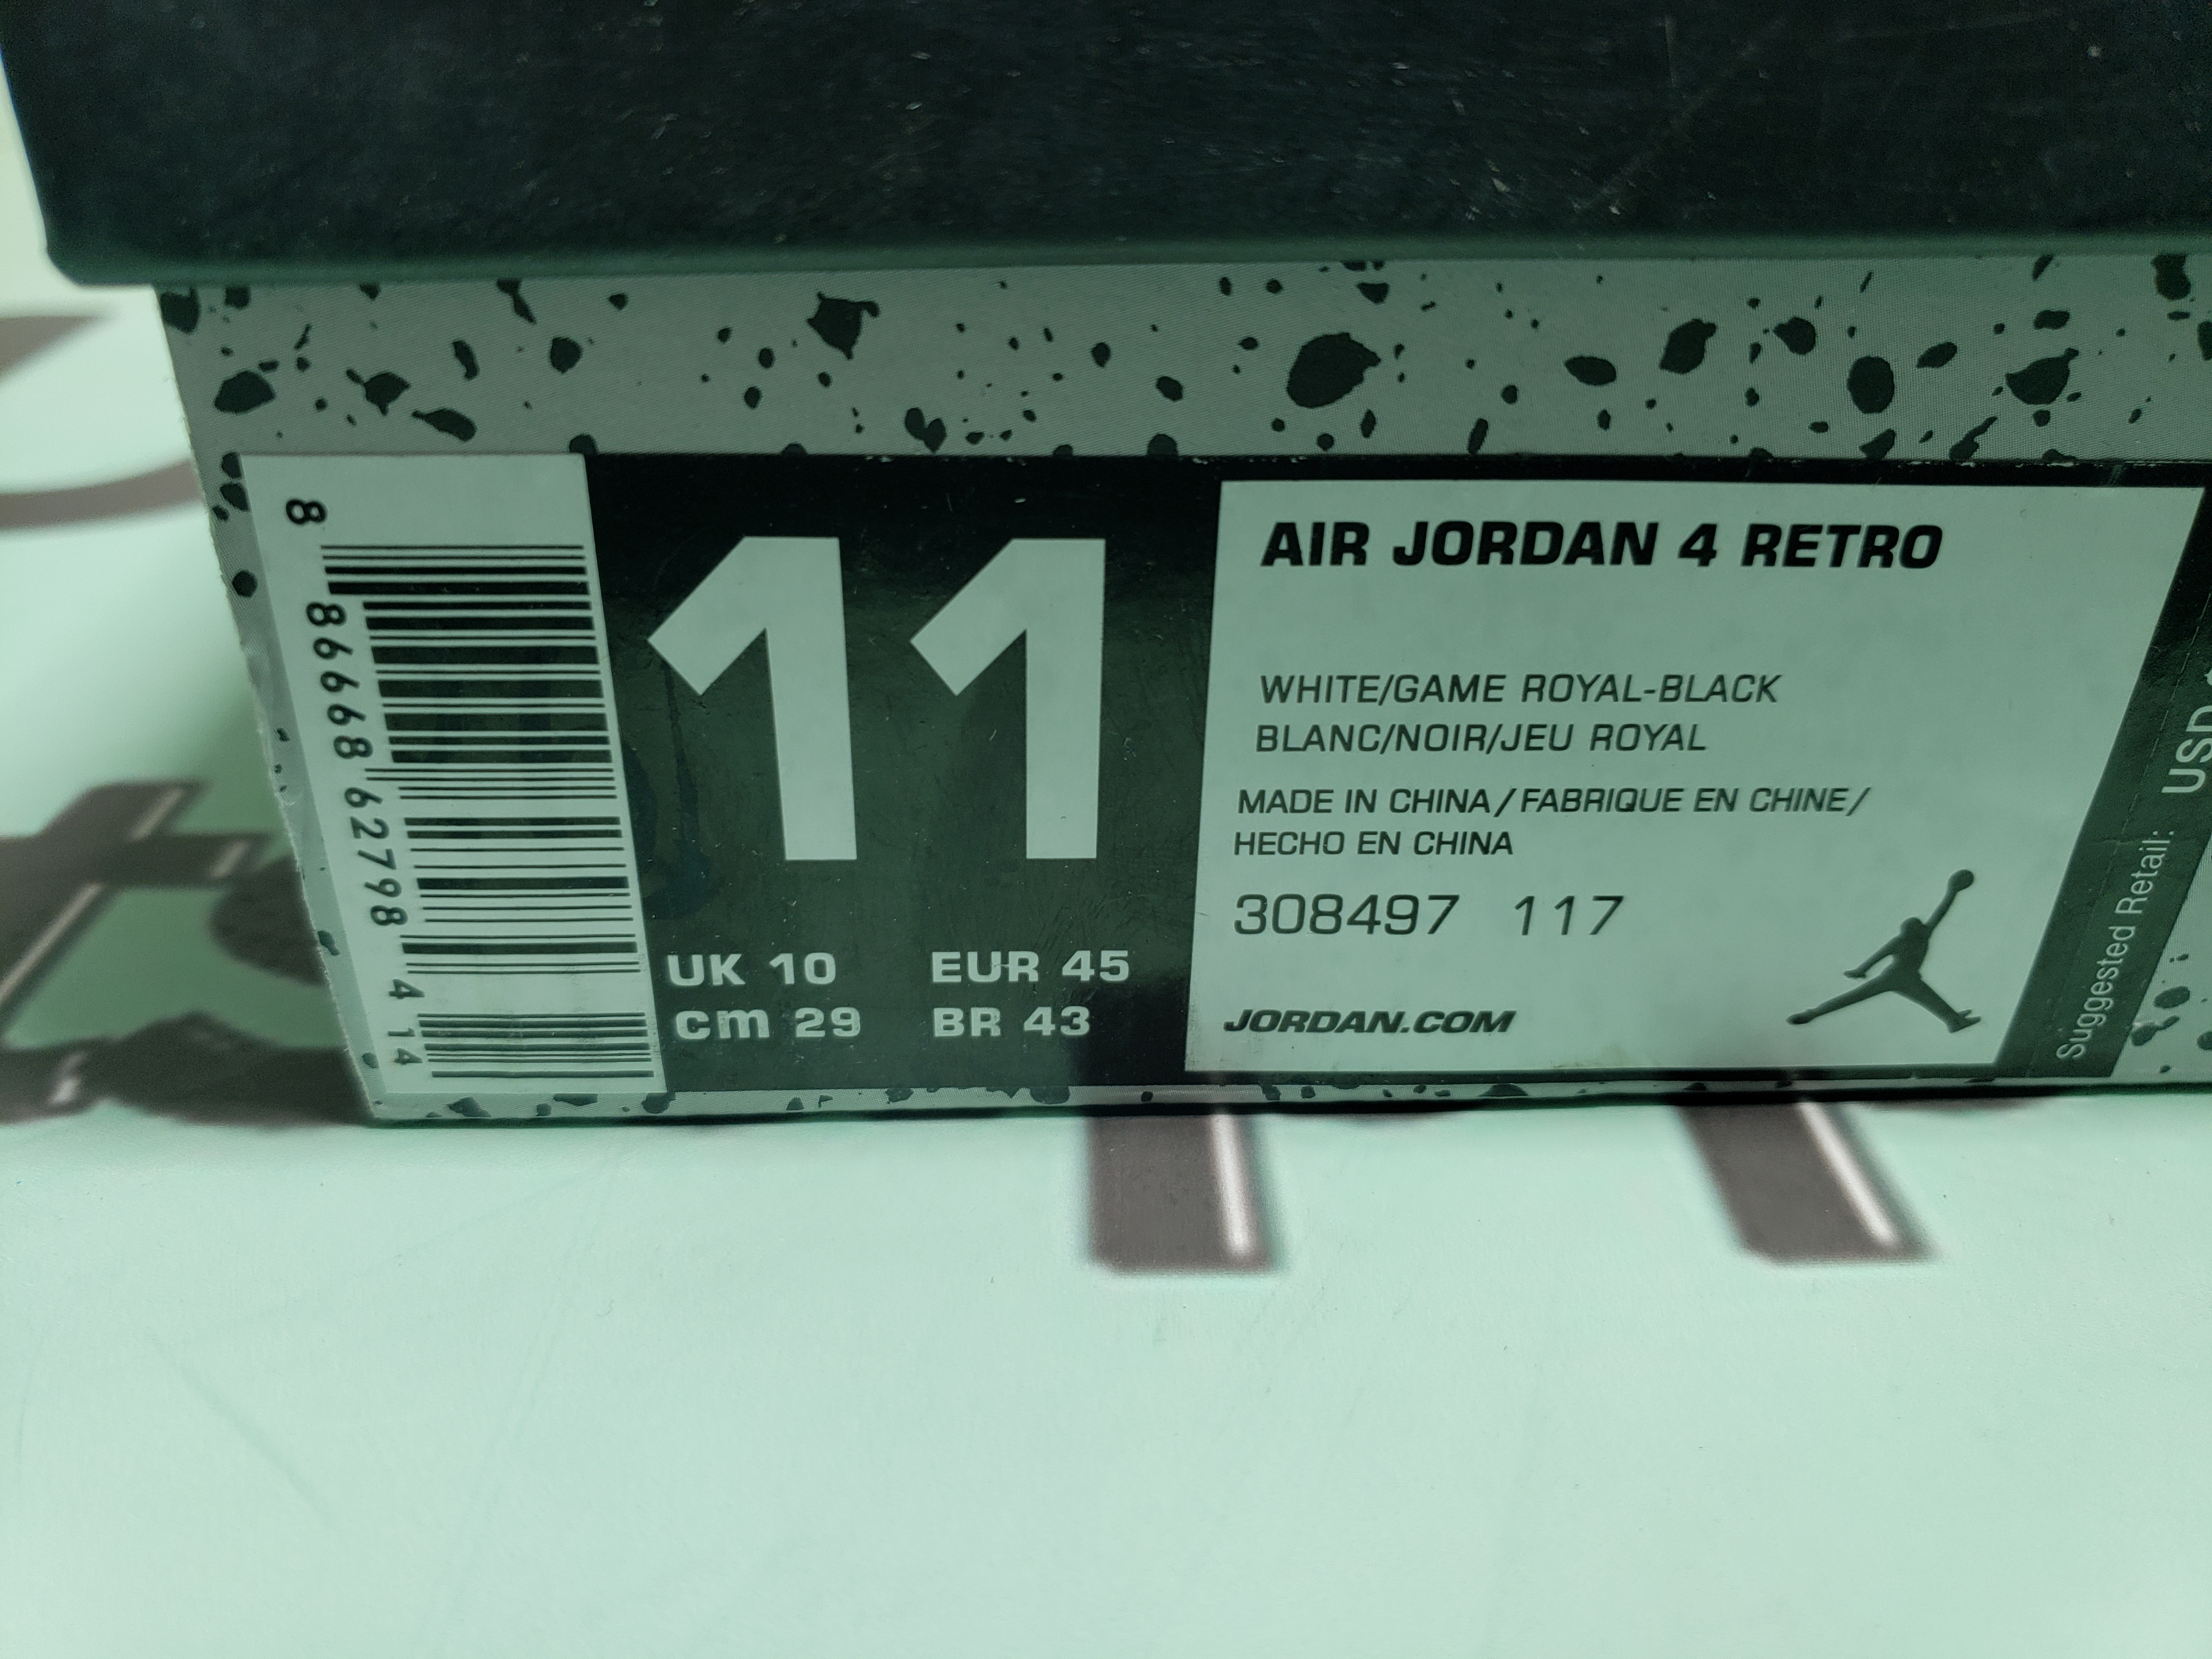 8 86668 62798 4 14
11
UK 10 EUR 45
cm 29 BR 43
AIR JORDAN 4 RETRO
WHITE/GAME ROYAL-BLACK
BLANC/NOIR/JEU ROYAL
MADE IN CHINA/FABRIQUE EN CHINE/
HECHO EN CHINA
308497 117
JORDAN.COM
Suggested Retail: USD